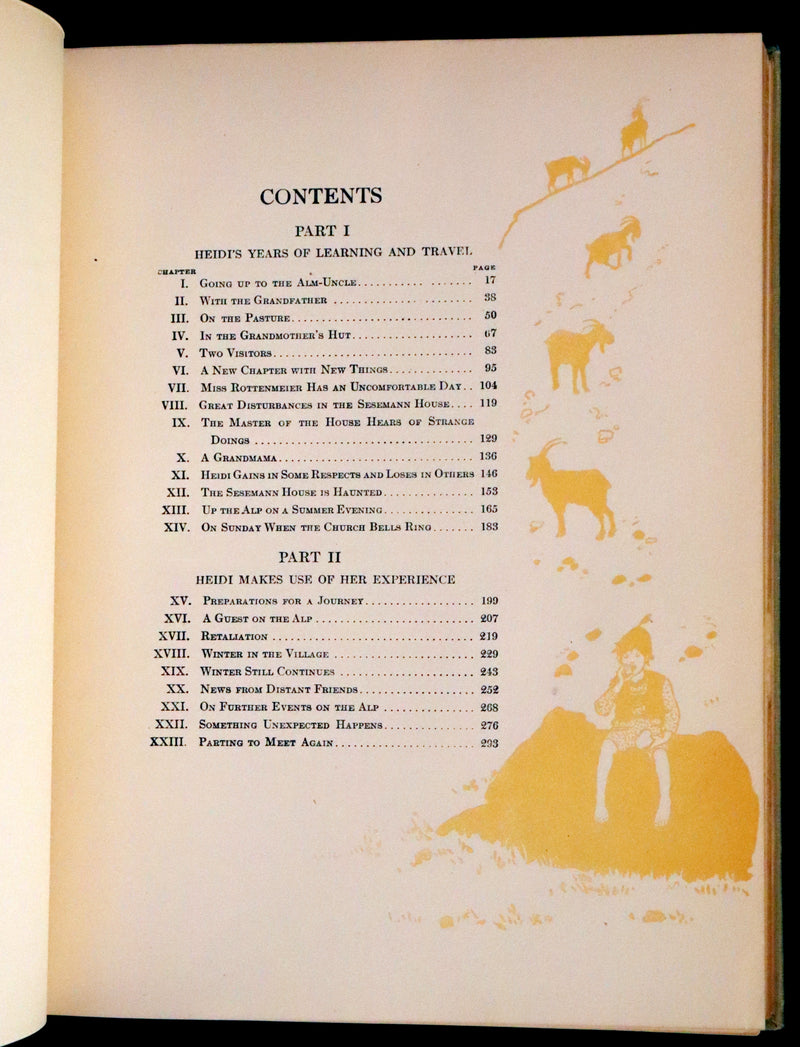 CONTENTS
PART I
HEIDI'S YEARS OF LEARNING AND TRAVEL
CHAPTER PAGE
I. GOING UP TO THE ALM-UNCLE.......... ....... 17
II. WITH THE GRANDFATHER .......... ........ 38
III. ON THE PASTURE............................ 50
IV. IN THE GRANDMOTHER'S HUT.................. 67
V. TWO VISITORS................................ 83
VI. A NEW CHAPTER WITH NEW THINGS............. 95
VII. MISS ROTTENMEIER HAS AN UNCOMFORTABLE DAY.. 104
VIII. GREAT DISTURBANCES IN THE SESEMANN HOUSE.... 119
IX. THE MASTER OF THE HOUSE HEARS OF STRANGE
DOINGS .................................. 129
X. A GRANDMAMA.......................... 136
XI. HEIDI GAINS IN SOME RESPECTS AND LOSES IN OTHERS 146
XII. THE SESEMANN HOUSE IS HAUNTED.............. 153
XIII. UP THE ALP ON A SUMMER EVENING.............. 165
XIV. ON SUNDAY WHEN THE CHURCH BELLS RING....... 183
PART II
HEIDI MAKES USE OF HER EXPERIENCE
XV. PREPARATIONS FOR A JOURNEY................. 199
XVI. A GUEST ON THE ALP ........................ 207
XVII. RETALIATION ............................... 219
XVIII. WINTER IN THE VILLAGE ...................... 229
XIX. WINTER STILL CONTINUES ..................... 243
XX. NEWS FROM DISTANT FRIENDS.................. 252
XXI. ON FURTHER EVENTS ON THE ALP .............. 268
XXII. SOMETHING UNEXPECTED HAPPENS.............. 276
XXIII. PARTING TO MEET AGAIN...................... 293